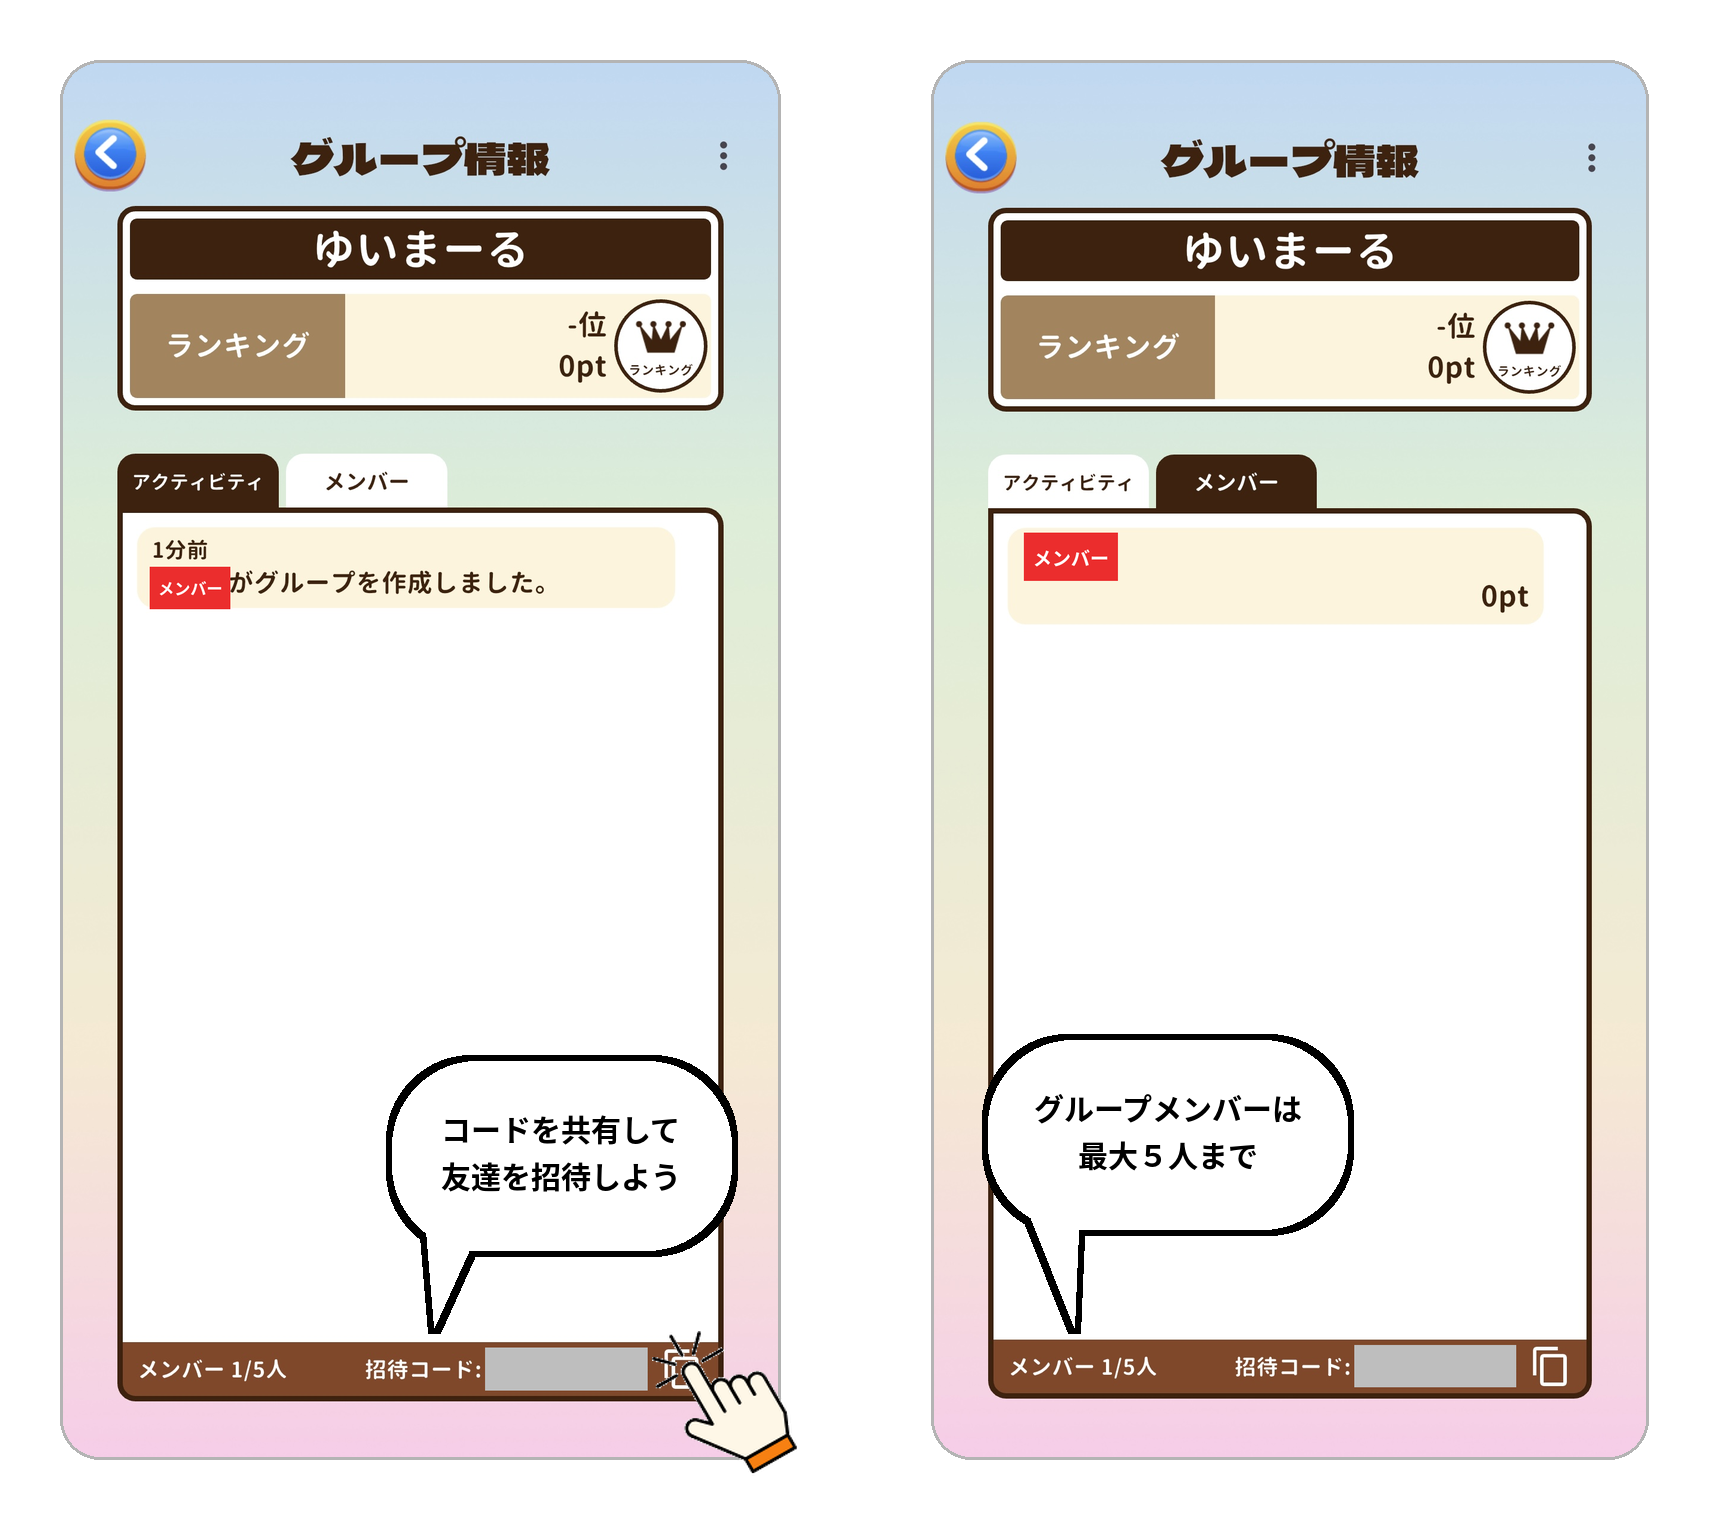 グループ情報
ゆいまーる
ランキング
-位
0pt
ランキング
アクティビティ
メンバー
1分前
メンバーがグループを作成しました。
コードを共有して
友達を招待しよう
メンバー 1/5人
招待コード:
グループ情報
ゆいまーる
ランキング
-位
0pt
ランキング
アクティビティ
メンバー
メンバー
0pt
グループメンバーは
最大５人まで
メンバー 1/5人
招待コード: